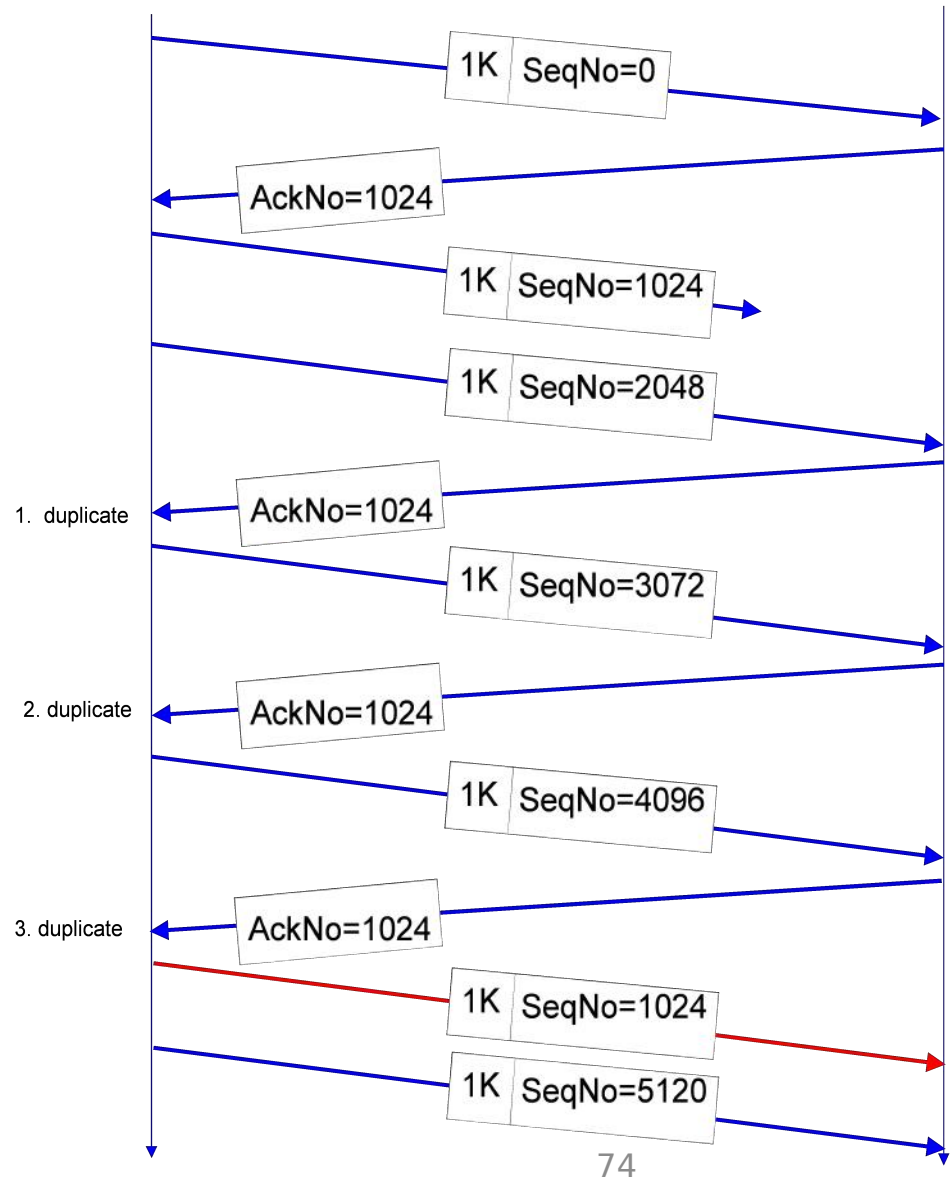 1K SeqNo=0
AckNo=1024
1K SeqNo=1024
1K SeqNo=2048
AckNo=1024
1. duplicate
1K SeqNo=3072
AckNo=1024
2. duplicate
1K SeqNo=4096
AckNo=1024
3. duplicate
1K SeqNo=1024
1K SeqNo=5120
74